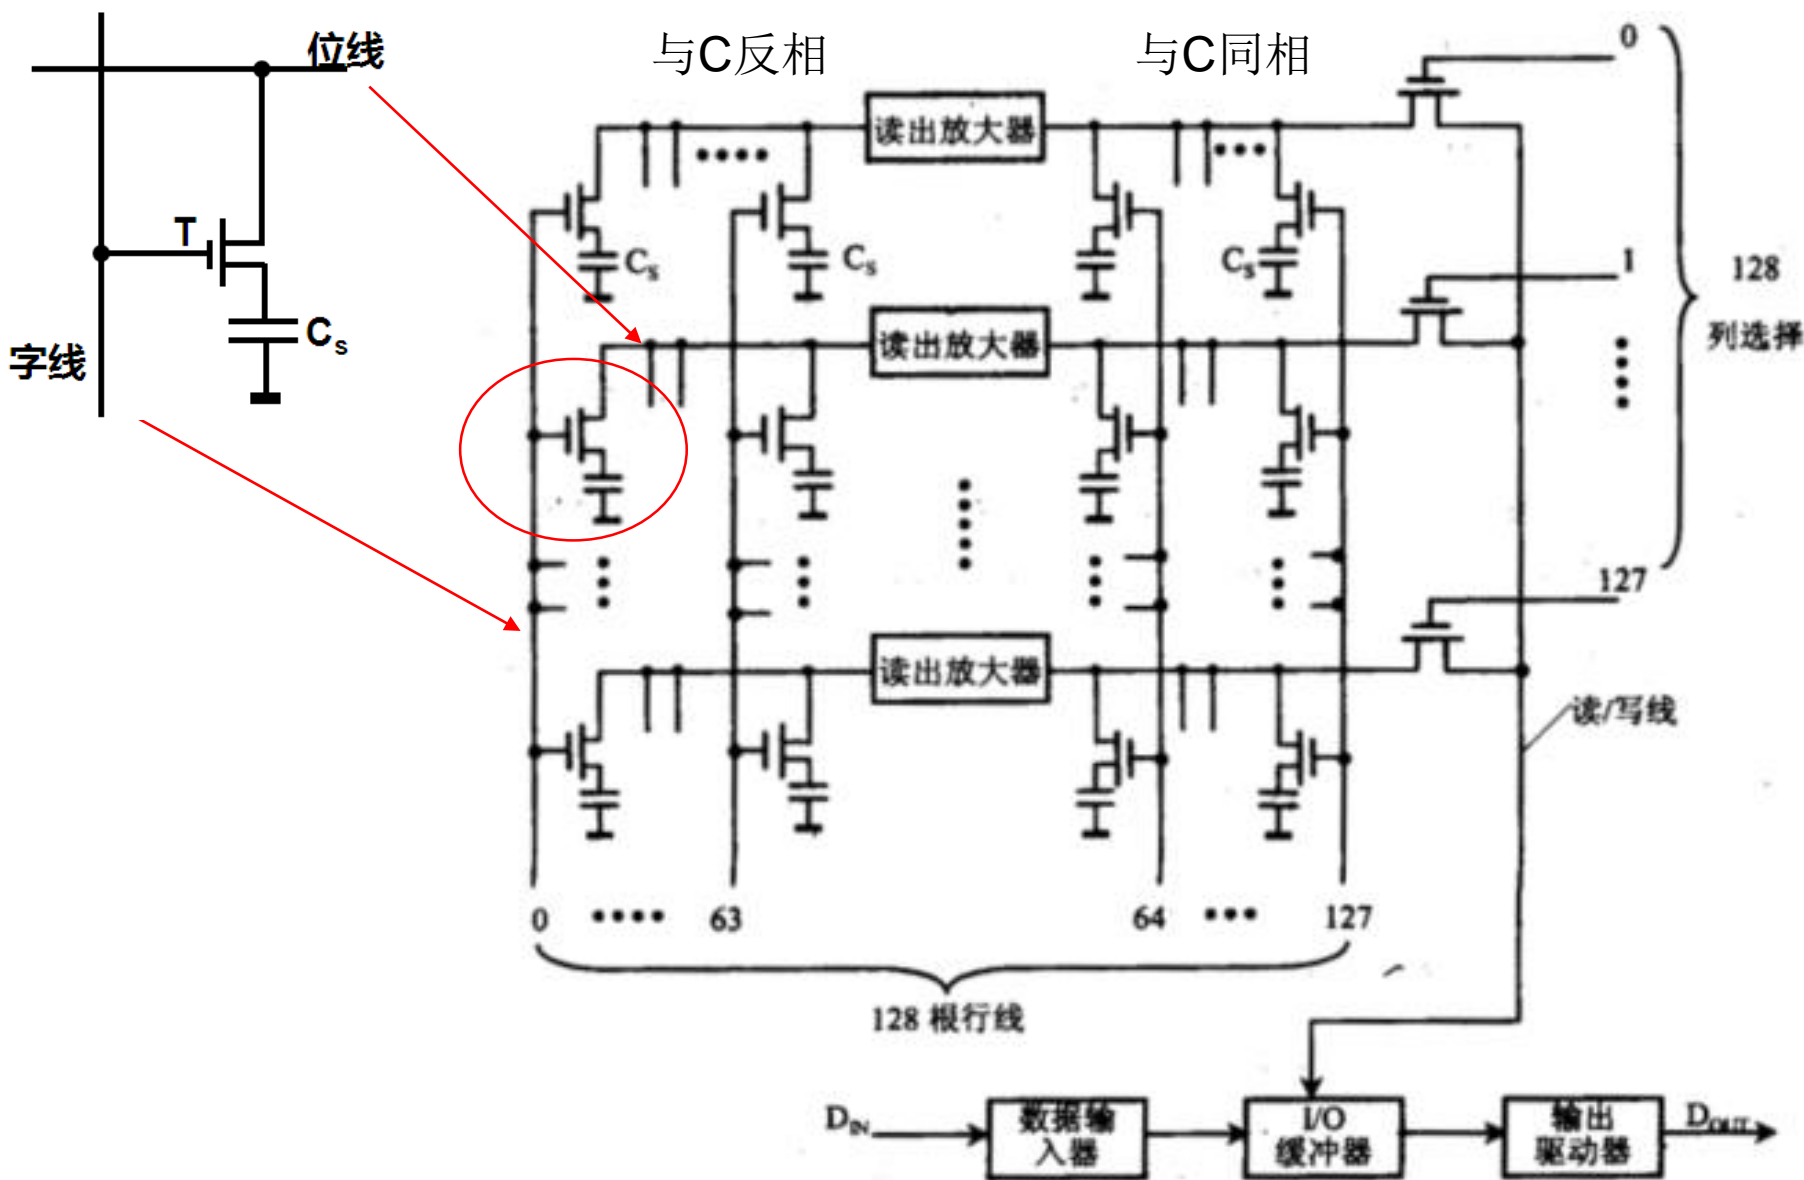 位线
T
Cs
字线
与C反相
与C同相
0
读出放大器
Cs
Cs
Cs
1
读出放大器
128
列选择
127
读出放大器
读/写线
0
63
64
127
128 根行线
DIN
数据输
入器
I/O
缓冲器
输出
驱动器
DOUT